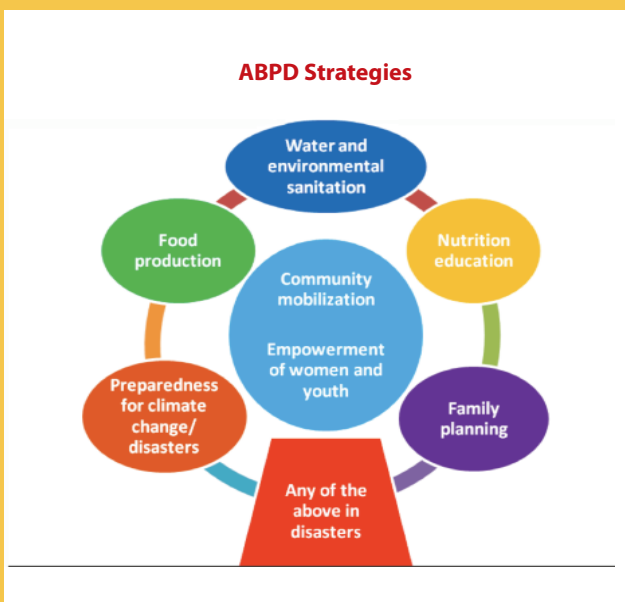 ABPD Strategies
Water and
environmental
sanitation
Food
production
Nutrition
education
Community
mobilization
Empowerment
of women and
youth
Preparedness
for climate
change/
disasters
Family
planning
Any of the
above in
disasters